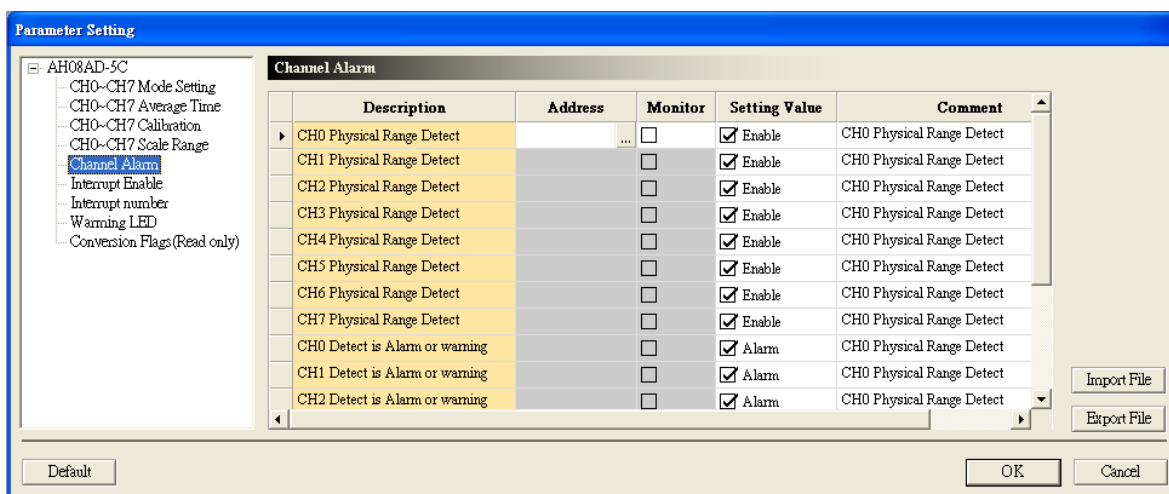 Parameter Setting
AH08AD-5C
CH0~CH7 Mode Setting
CH0~CH7 Average Time
CH0~CH7 Calibration
CH0~CH7 Scale Range
Channel Alarm
Interrupt Enable
Interrupt number
Warming LED
Conversion Flags(Read only)
Channel Alarm
Description Address Monitor Setting Value Comment
CH0 Physical Range Detect ... Enable CH0 Physical Range Detect
CH1 Physical Range Detect Enable CH0 Physical Range Detect
CH2 Physical Range Detect Enable CH0 Physical Range Detect
CH3 Physical Range Detect Enable CH0 Physical Range Detect
CH4 Physical Range Detect Enable CH0 Physical Range Detect
CH5 Physical Range Detect Enable CH0 Physical Range Detect
CH6 Physical Range Detect Enable CH0 Physical Range Detect
CH7 Physical Range Detect Enable CH0 Physical Range Detect
CH0 Detect is Alarm or warning Alarm CH0 Physical Range Detect
CH1 Detect is Alarm or warning Alarm CH0 Physical Range Detect
CH2 Detect is Alarm or warning Alarm CH0 Physical Range Detect
Import File
Export File
Default OK Cancel